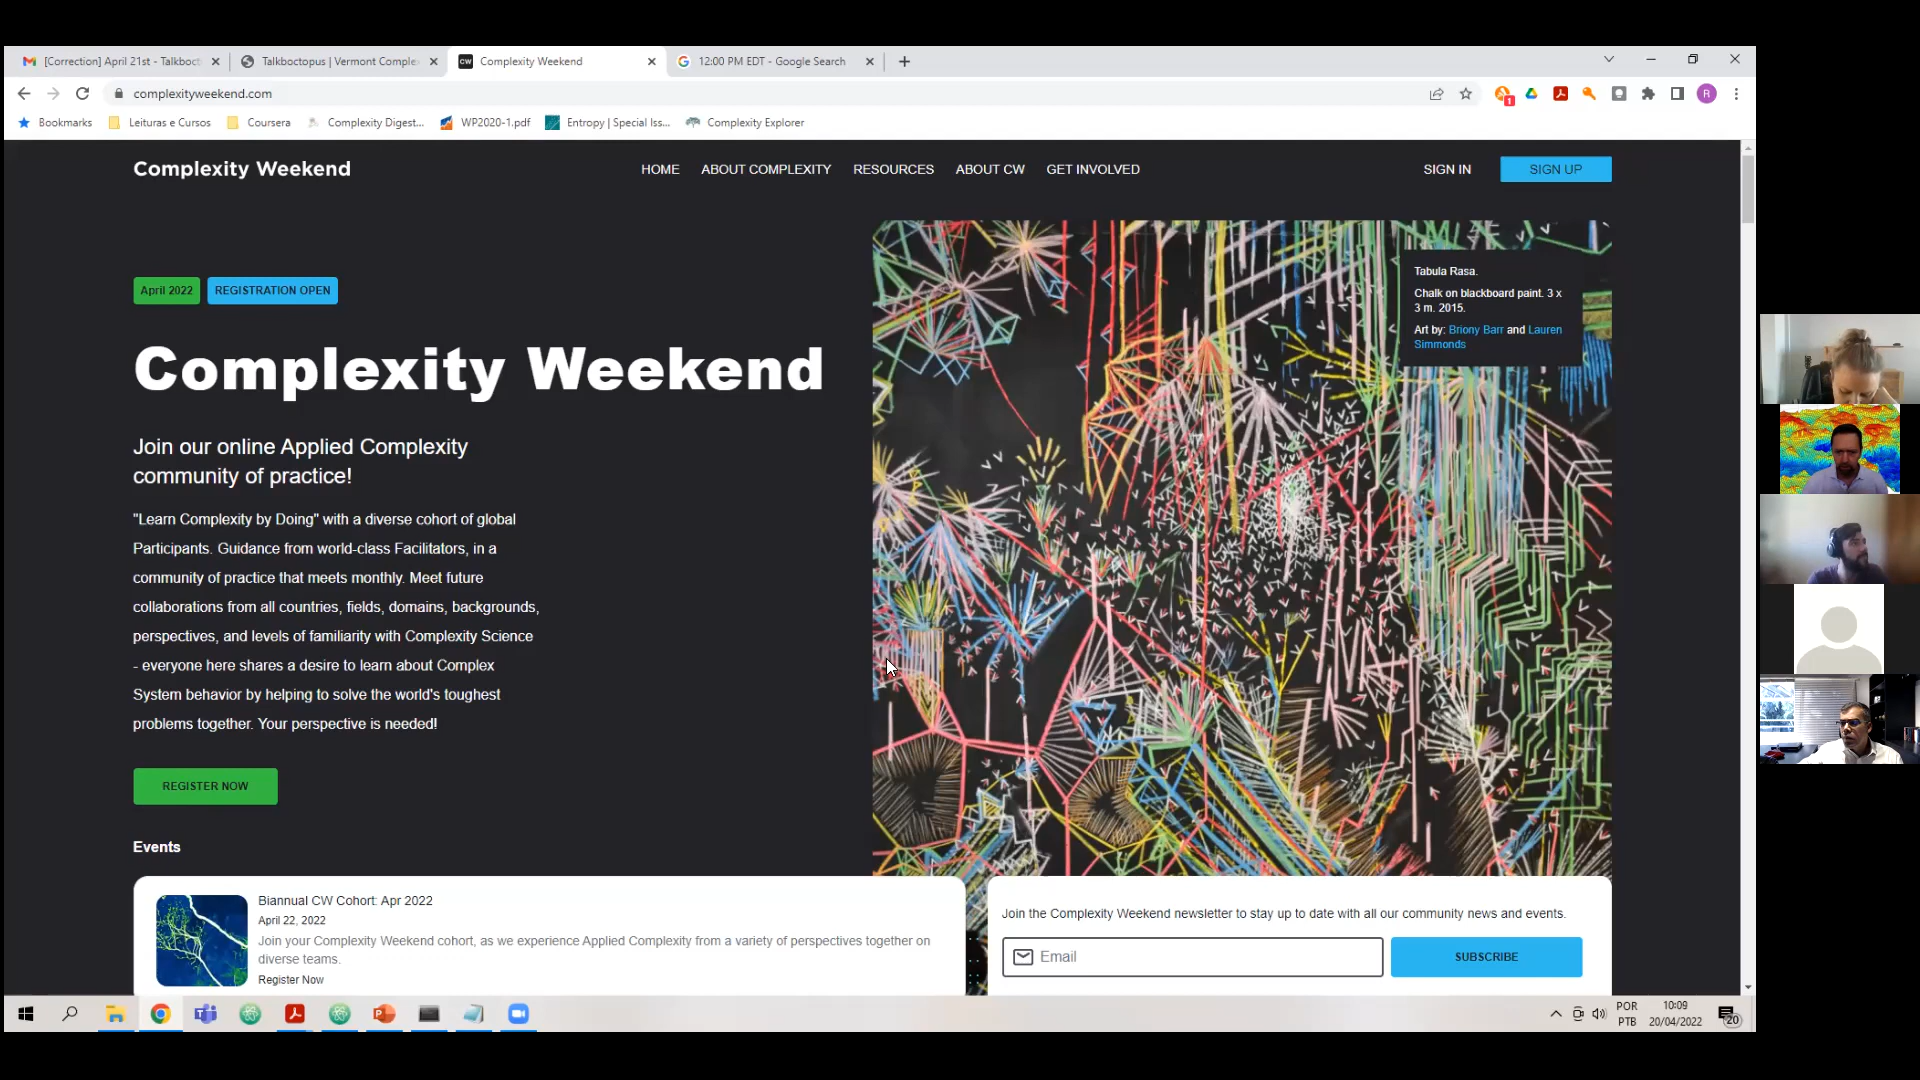 [Correction] April 21st - Talkboct
Talkboctopus | Vermont Comple
Complexity Weekend
12:00 PM EDT - Google Search
complexityweekend.com
1
R
Bookmarks
Leituras e Cursos
Coursera
Complexity Digest...
WP2020-1.pdf
Entropy | Special Iss...
Complexity Explorer
Complexity Weekend
HOME
ABOUT COMPLEXITY
RESOURCES
ABOUT CW
GET INVOLVED
SIGN IN
SIGN UP
Tabula Rasa.
Chalk on blackboard paint. 3 x
3 m. 2015.
Art by: Briony Barr and Lauren
Simmonds
April 2022
REGISTRATION OPEN
Complexity Weekend
Join our online Applied Complexity
community of practice!
"Learn Complexity by Doing" with a diverse cohort of global
Participants. Guidance from world-class Facilitators, in a
community of practice that meets monthly. Meet future
collaborations from all countries, fields, domains, backgrounds,
perspectives, and levels of familiarity with Complexity Science
- everyone here shares a desire to learn about Complex
System behavior by helping to solve the world's toughest
problems together. Your perspective is needed!
REGISTER NOW
Events
Biannual CW Cohort: Apr 2022
April 22, 2022
Join your Complexity Weekend cohort, as we experience Applied Complexity from a variety of perspectives together on
diverse teams.
Register Now
Join the Complexity Weekend newsletter to stay up to date with all our community news and events.
Email
SUBSCRIBE
POR
PTB
10:09
20/04/2022
20